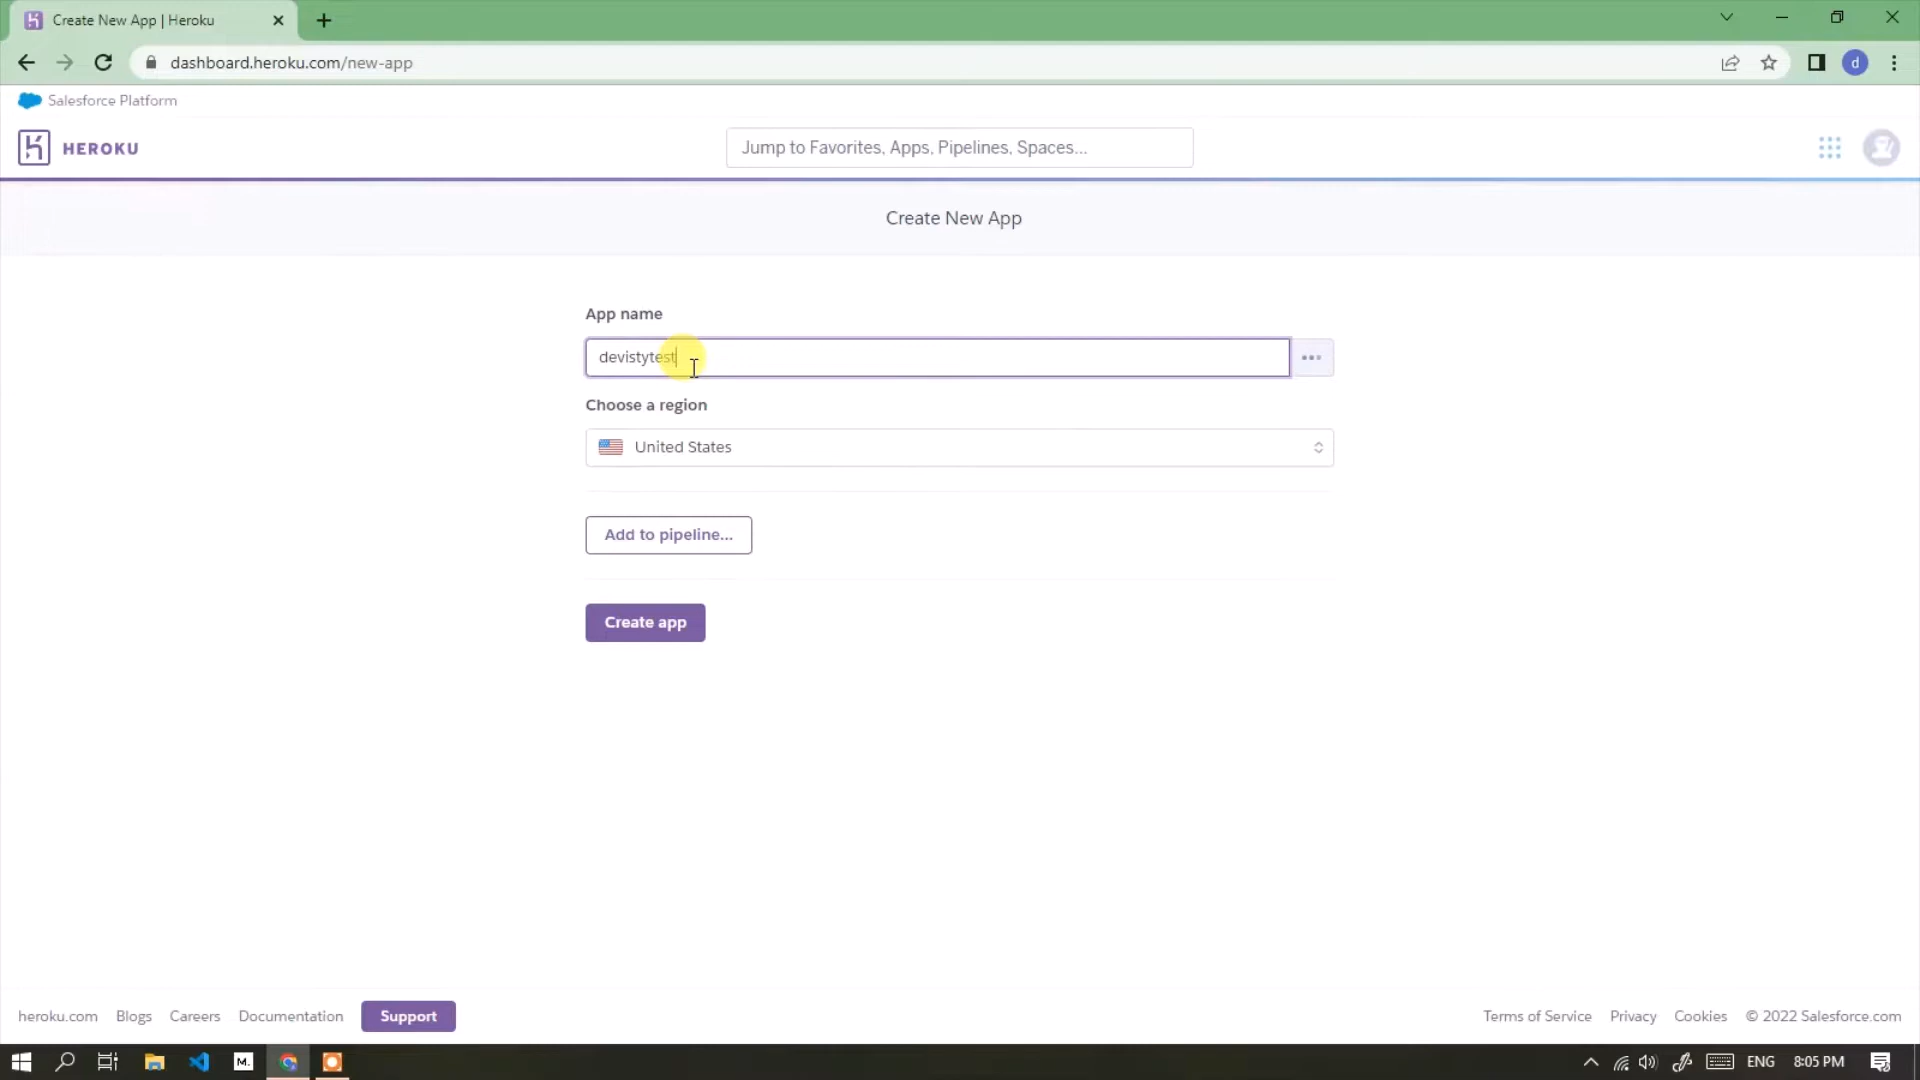 Create New App | Heroku
dashboard.heroku.com/new-app
d
Salesforce Platform
HEROKU
Jump to Favorites, Apps, Pipelines, Spaces...
Create New App
App name
devistytest
Choose a region
United States
Add to pipeline...
Create app
heroku.com Blogs Careers Documentation Support Terms of Service Privacy Cookies © 2022 Salesforce.com
M. ENG 8:05 PM